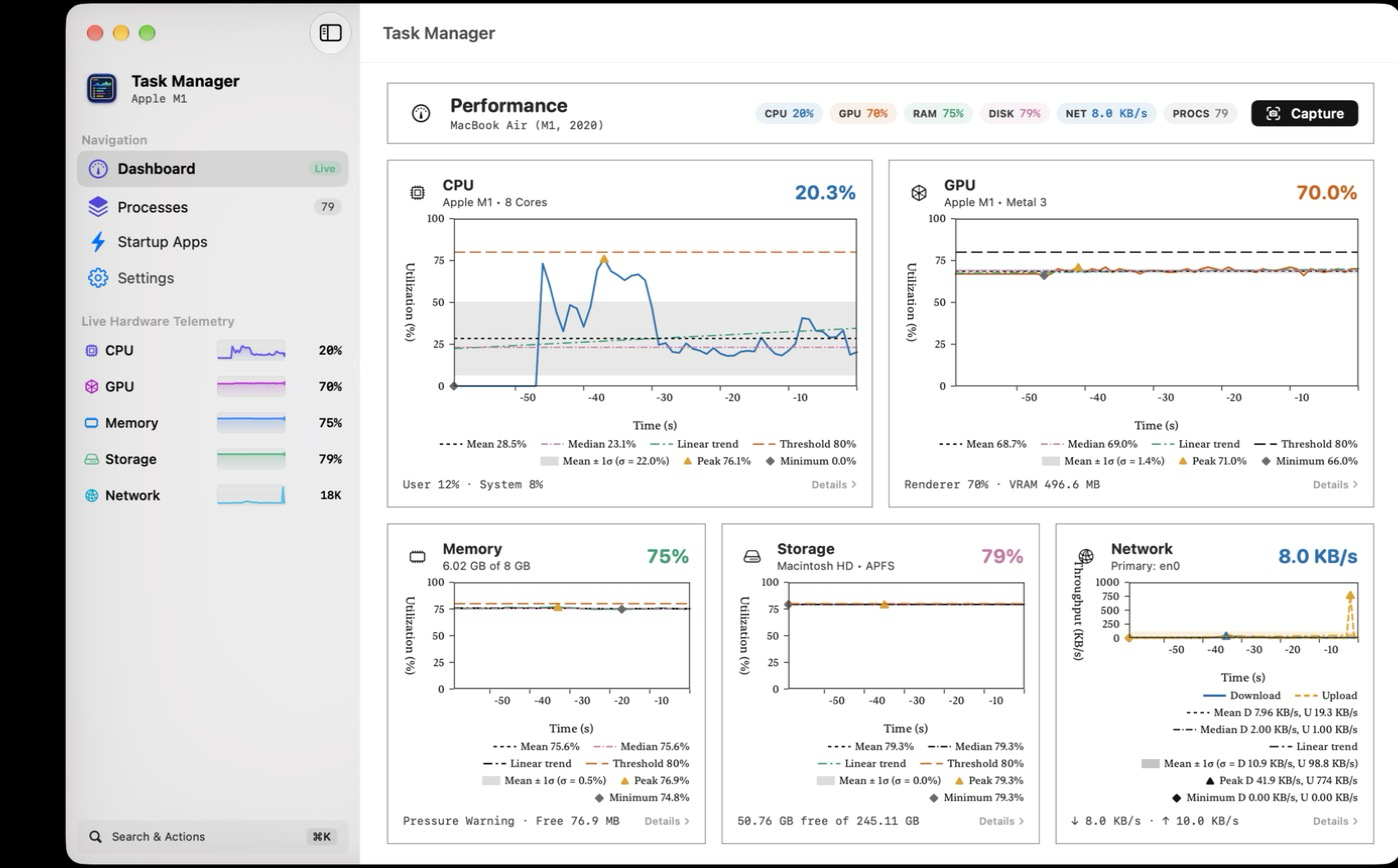 Task Manager
Task Manager
Apple M1
Navigation
Dashboard Live
Processes 79
Startup Apps
Settings
Live Hardware Telemetry
CPU 20%
GPU 70%
Memory 75%
Storage 79%
Network 18K
Search & Actions ⌘K
Performance
MacBook Air (M1, 2020)
CPU 20% GPU 70% RAM 75% DISK 79% NET 8.0 KB/s PROCS 79 Capture
CPU 20.3%
Apple M1 • 8 Cores
Utilization (%)
100
75
50
25
0
-50 -40 -30 -20 -10
Time (s)
Mean 28.5% Median 23.1% Linear trend Threshold 80%
Mean ± 1σ (σ = 22.0%) Peak 76.1% Minimum 0.0%
User 12% · System 8% Details >
GPU 70.0%
Apple M1 • Metal 3
Utilization (%)
100
75
50
25
0
-50 -40 -30 -20 -10
Time (s)
Mean 68.7% Median 69.0% Linear trend Threshold 80%
Mean ± 1σ (σ = 1.4%) Peak 71.0% Minimum 66.0%
Renderer 70% · VRAM 496.6 MB Details >
Memory 75%
6.02 GB of 8 GB
Utilization (%)
100
75
50
25
0
-50 -40 -30 -20 -10
Time (s)
Mean 75.6% Median 75.6%
Linear trend Threshold 80%
Mean ± 1σ (σ = 0.5%) Peak 76.9%
Minimum 74.8%
Pressure Warning · Free 76.9 MB Details >
Storage 79%
Macintosh HD • APFS
Utilization (%)
100
75
50
25
0
-50 -40 -30 -20 -10
Time (s)
Mean 79.3% Median 79.3%
Linear trend Threshold 80%
Mean ± 1σ (σ = 0.0%) Peak 79.3%
Minimum 79.3%
50.76 GB free of 245.11 GB Details >
Network 8.0 KB/s
Primary: en0
Throughput (KB/s)
1000
750
500
250
0
-50 -40 -30 -20 -10
Time (s)
Download Upload
Mean D 7.96 KB/s, U 19.3 KB/s
Median D 2.00 KB/s, U 1.00 KB/s
Linear trend
Mean ± 1σ (σ = D 10.9 KB/s, U 98.8 KB/s)
Peak D 41.9 KB/s, U 774 KB/s
Minimum D 0.00 KB/s, U 0.00 KB/s
↓ 8.0 KB/s · ↑ 10.0 KB/s Details >